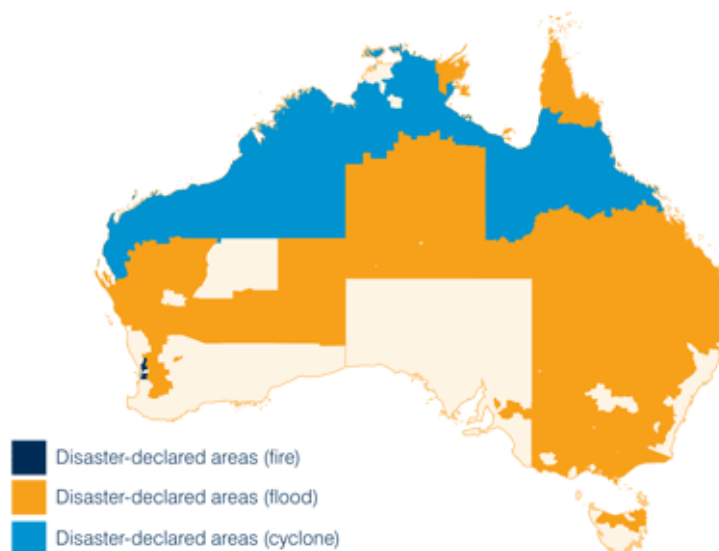 Disaster-declared areas (fire)
Disaster-declared areas (flood)
Disaster-declared areas (cyclone)